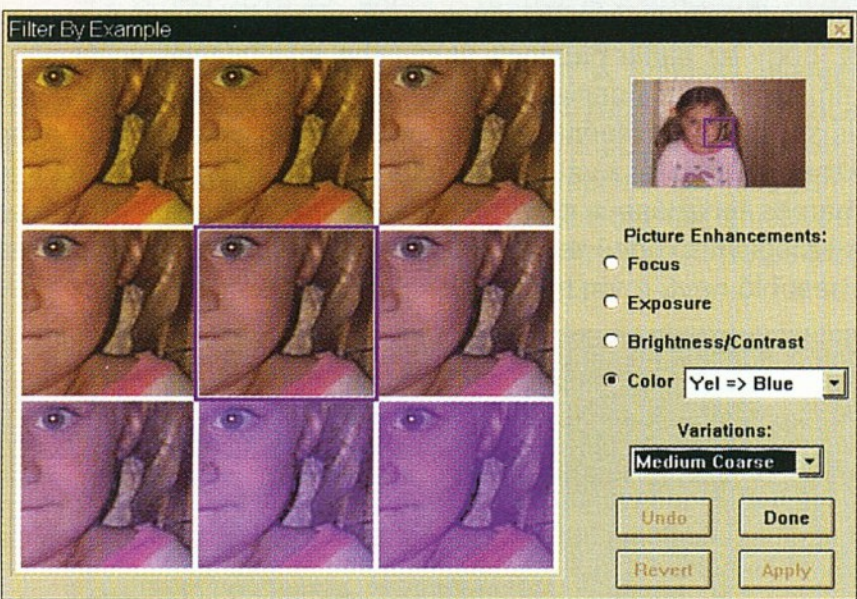 Filter By Example
Picture Enhancements:
Focus
Exposure
Brightness/Contrast
Color Yel => Blue
Variations:
Medium Coarse
Undo Done
Revert Apply